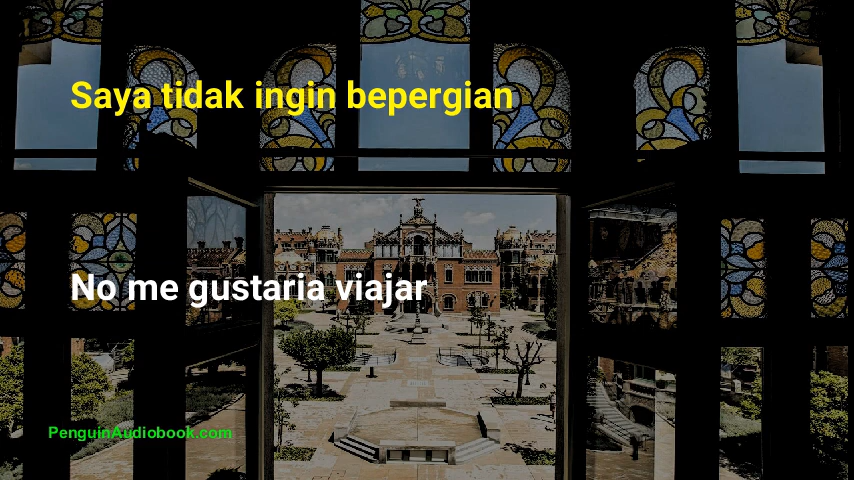 Saya tidak ingin bepergian
No me gustaria viajar
PenguinAudiobook.com